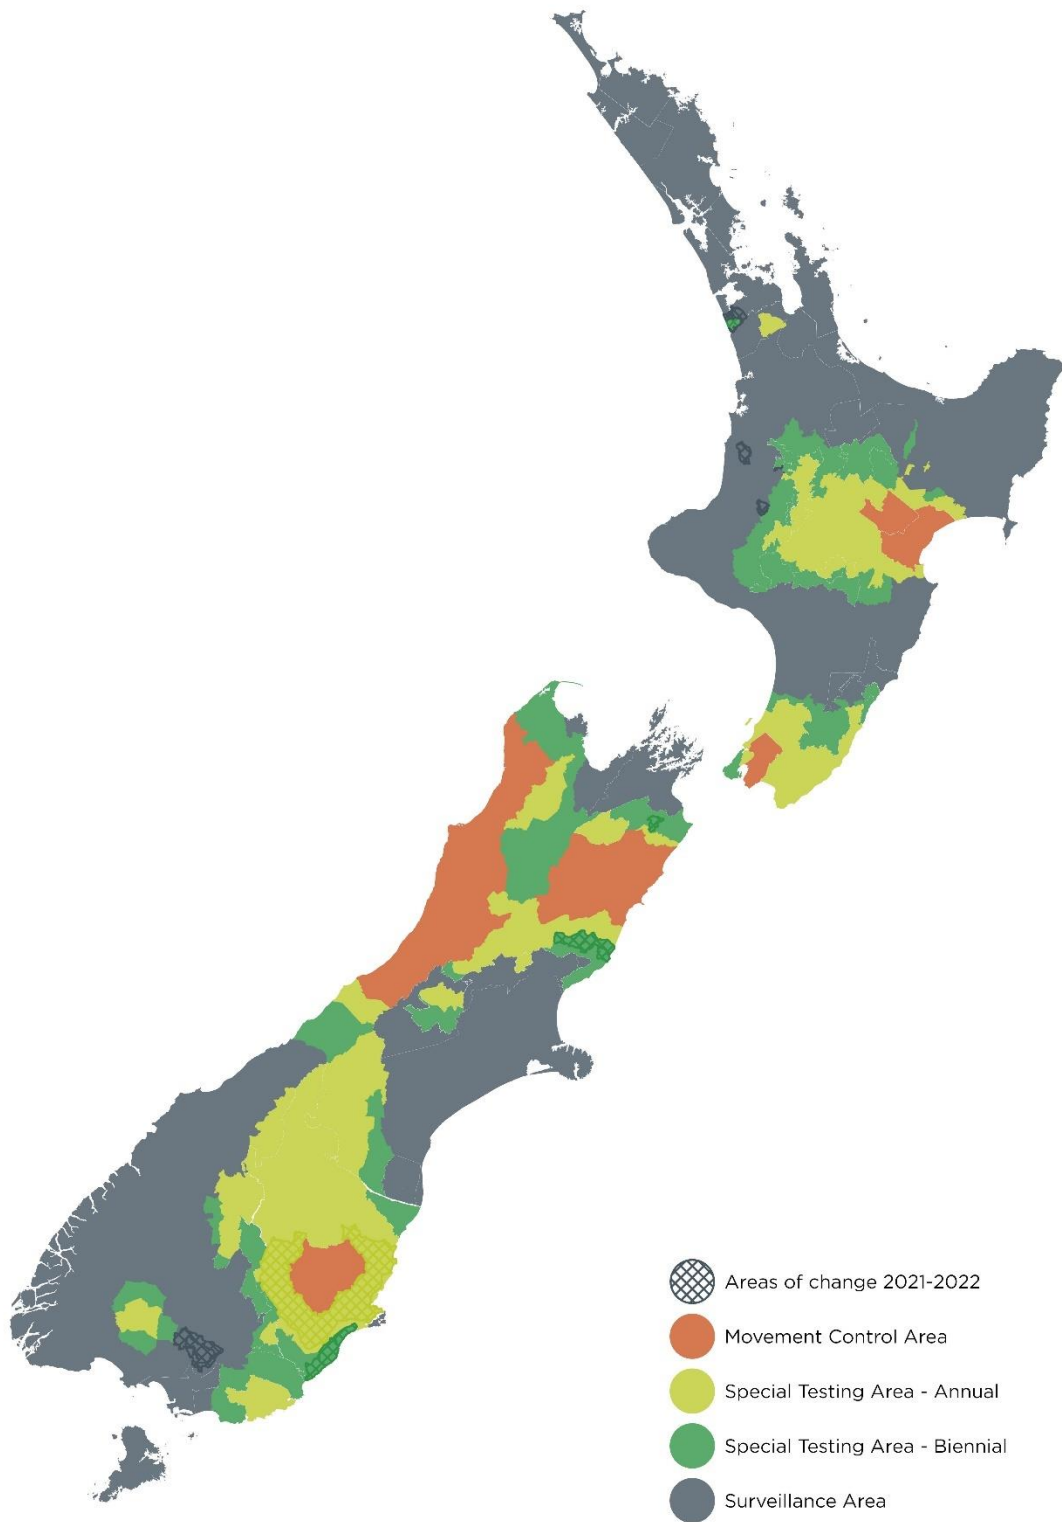 Areas of change 2021-2022
Movement Control Area
Special Testing Area - Annual
Special Testing Area - Biennial
Surveillance Area